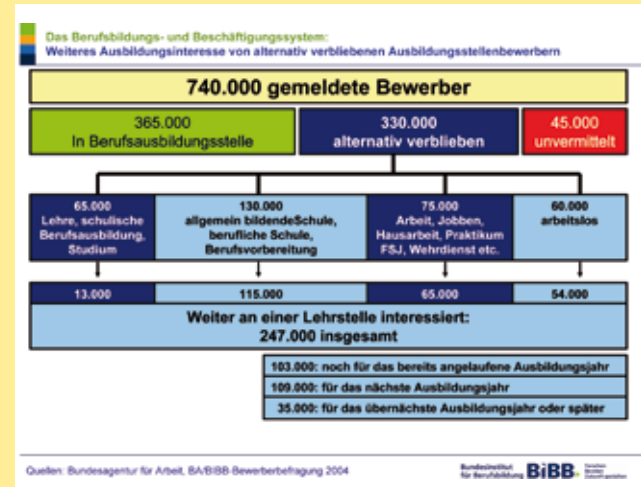 Das Berufsbildungs- und Beschäftigungssystem:
Weiteres Ausbildungsinteresse von alternativ verbliebenen Ausbildungsstellenbewerbern
740.000 gemeldete Bewerber
365.000
In Berufsausbildungsstelle
330.000
alternativ verblieben
45.000
unvermittelt
65.000
Lehre, schulische
Berufsausbildung,
Studium
130.000
allgemein bildendeSchule,
berufliche Schule,
Berufsvorbereitung
75.000
Arbeit, Jobben,
Hausarbeit, Praktikum
FSJ, Wehrdienst etc.
60.000
arbeitslos
13.000
115.000
65.000
54.000
Weiter an einer Lehrstelle interessiert:
247.000 insgesamt
103.000: noch für das bereits angelaufene Ausbildungsjahr
109.000: für das nächste Ausbildungsjahr
35.000: für das übernächste Ausbildungsjahr oder später
Quellen: Bundesagentur für Arbeit, BA/BIBB-Bewerberbefragung 2004
Bundesinstitut
für Berufsbildung
BiBB